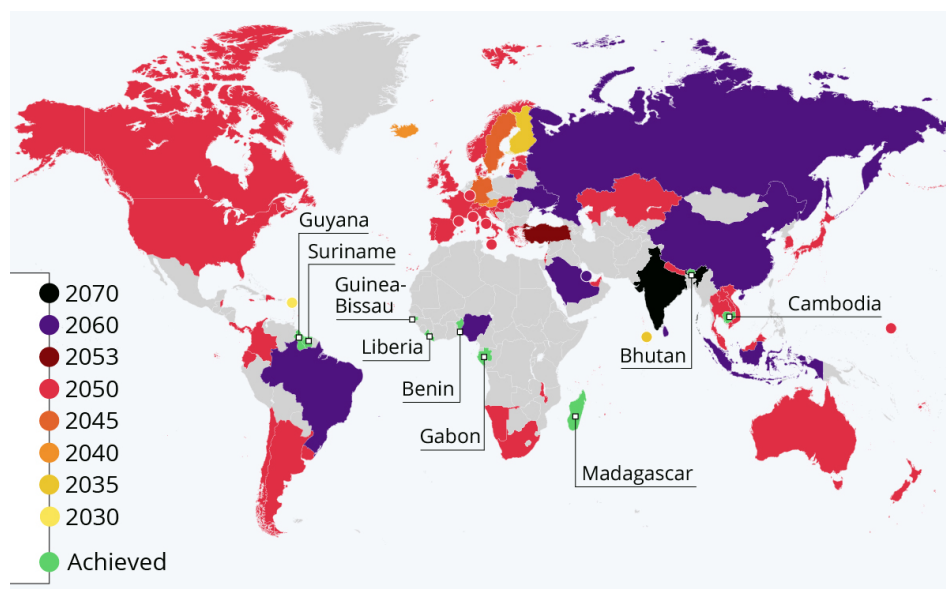 Guyana
Suriname
Guinea-
Bissau
Liberia
Benin
Gabon
Madagascar
Bhutan
Cambodia
2070
2060
2053
2050
2045
2040
2035
2030
Achieved